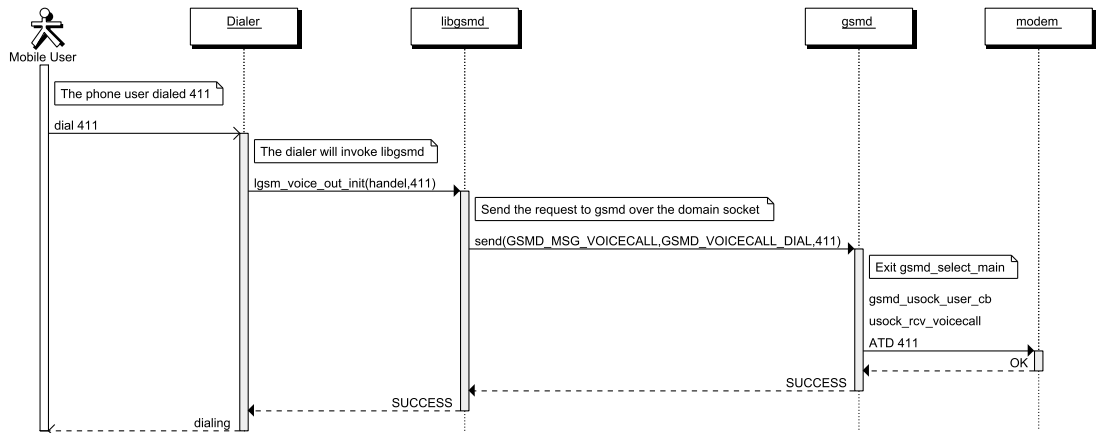 Dialer
libgsmd
gsmd
modem
Mobile User
The phone user dialed 411
dial 411
The dialer will invoke libgsmd
lgsm_voice_out_init(handel,411)
Send the request to gsmd over the domain socket
send(GSMD_MSG_VOICECALL,GSMD_VOICECALL_DIAL,411)
Exit gsmd_select_main
gsmd_usock_user_cb
usock_rcv_voicecall
ATD 411
OK
SUCCESS
SUCCESS
dialing